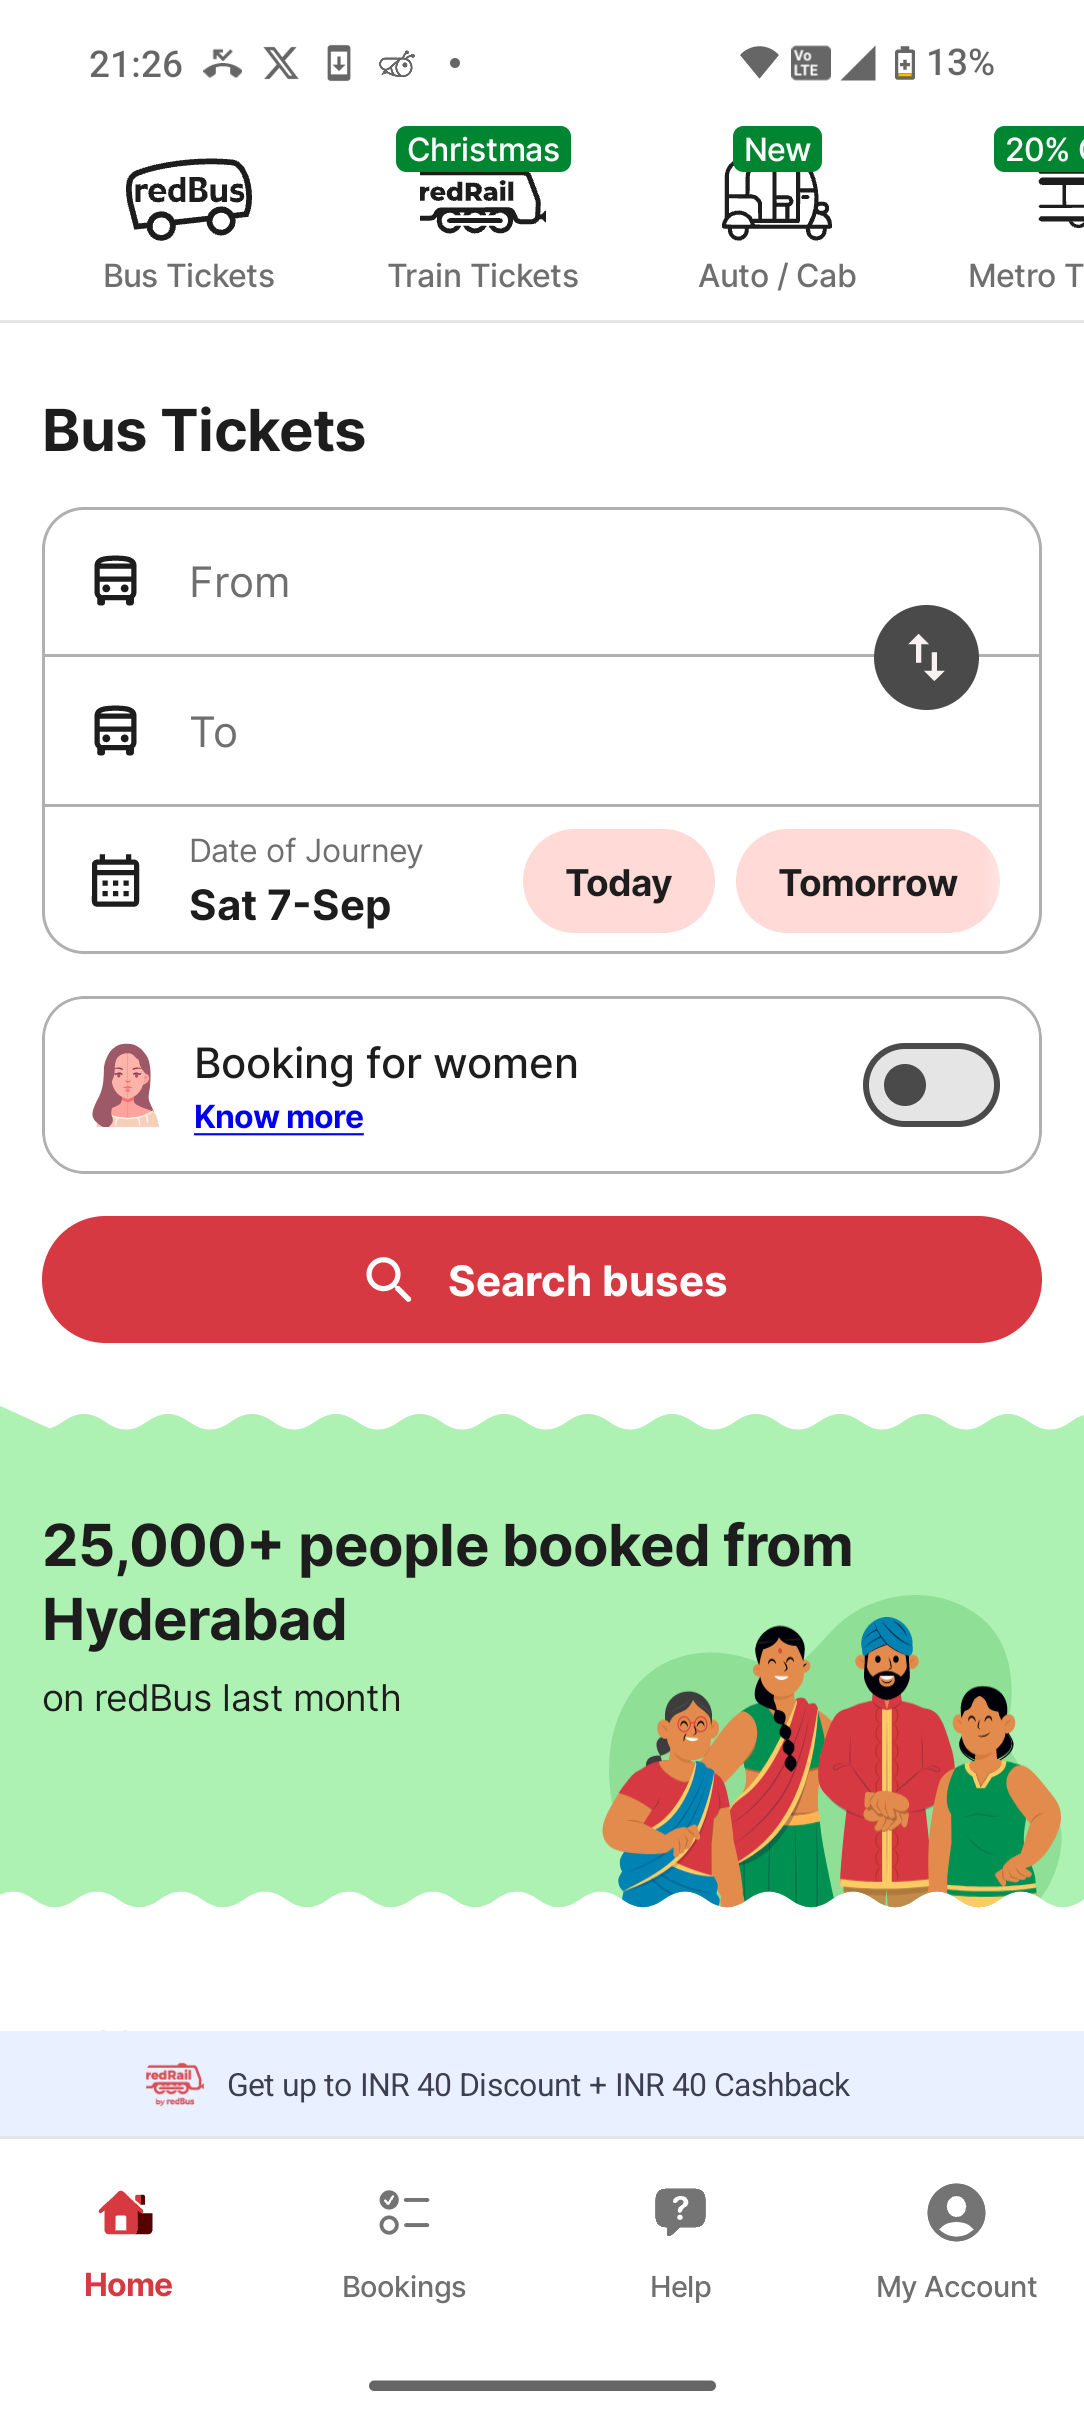 21:26
Vo LTE
13%
Christmas
New
20%
redBus
redRail
Bus Tickets
Train Tickets
Auto / Cab
Metro T
Bus Tickets
From
To
Date of Journey
Sat 7-Sep
Today
Tomorrow
Booking for women
Know more
Search buses
25,000+ people booked from
Hyderabad
on redBus last month
redRail
by redBus
Get up to INR 40 Discount + INR 40 Cashback
Home
Bookings
Help
My Account